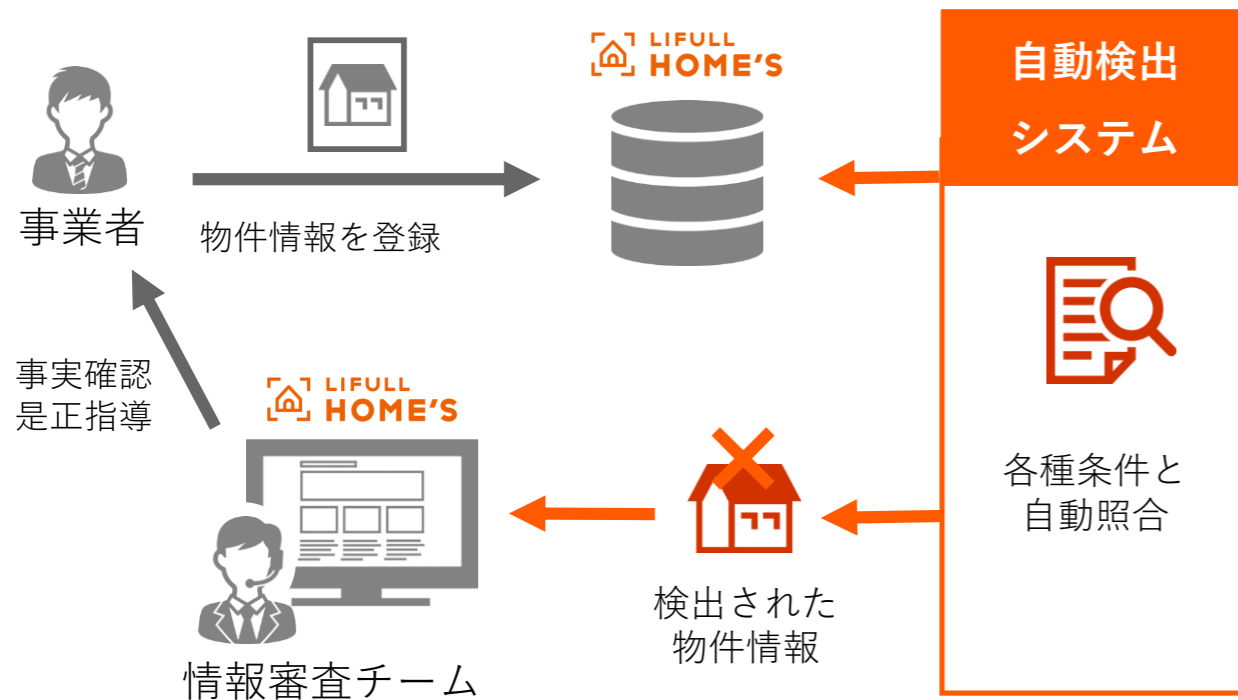 LIFULL
HOME'S
自動検出
システム
事業者
物件情報を登録
事実確認
是正指導
LIFULL
HOME'S
各種条件と
自動照合
検出された
物件情報
情報審査チーム